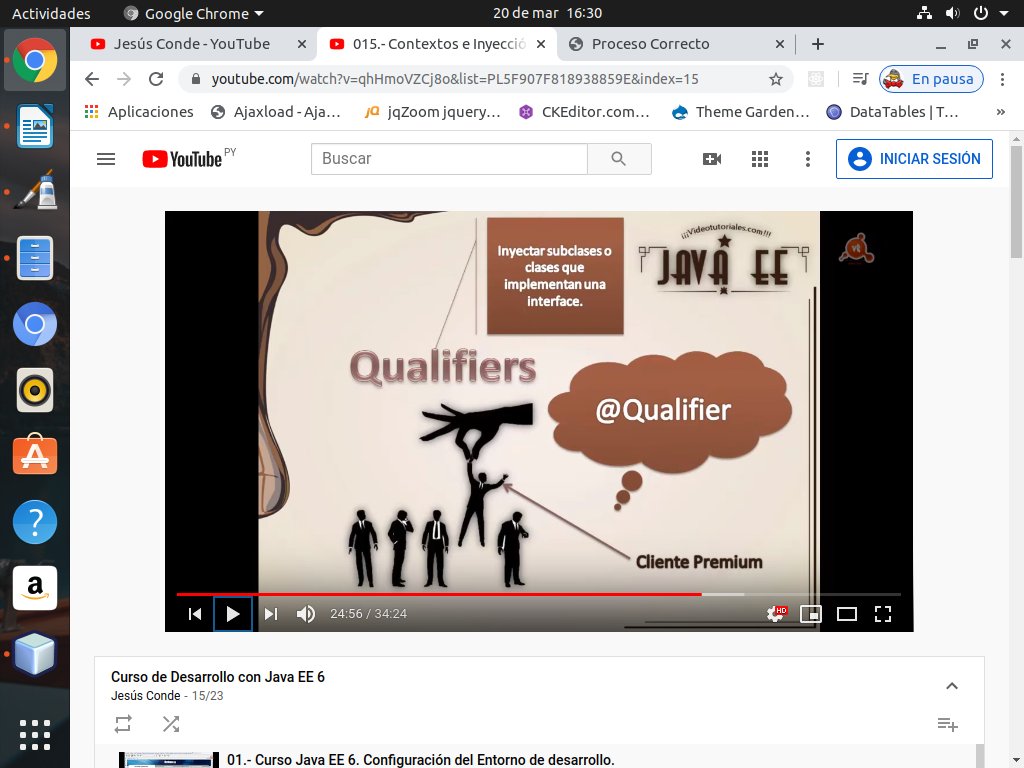 Actividades
Google Chrome
20 de mar 16:30
Jesús Conde - YouTube
015.- Contextos e Inyecció
Proceso Correcto
youtube.com/watch?v=qhHmoVZCj8o&list=PL5F907F818938859E&index=15
En pausa
Aplicaciones
Ajaxload - Aja...
jqZoom jquery...
CKEditor.com...
Theme Garden...
DataTables | T...
»
YouTube PY
Buscar
INICIAR SESIÓN
Inyectar subclases o
clases que
implementan una
interface.
¡¡¡Videotutoriales.com!!!
JAVA EE
vt
Qualifiers
@Qualifier
Cliente Premium
24:56 / 34:24
HD
Curso de Desarrollo con Java EE 6
Jesús Conde - 15/23
01.- Curso Java EE 6. Configuración del Entorno de desarrollo.